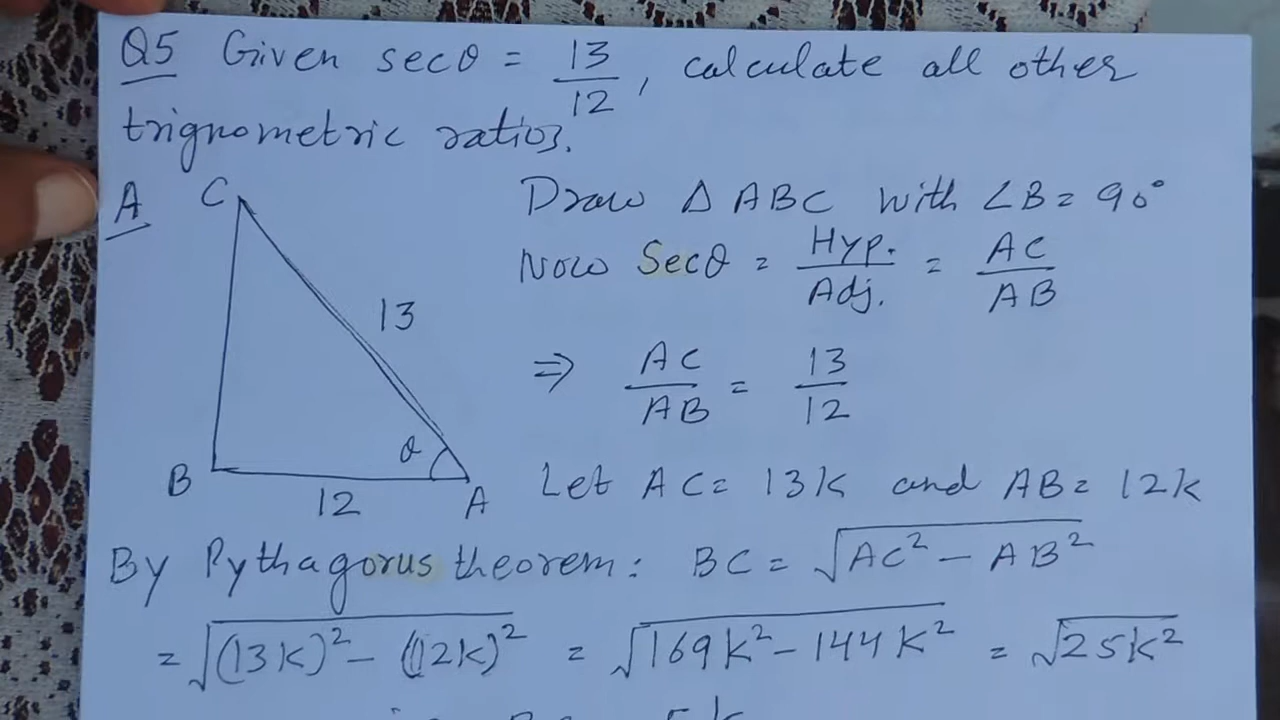 Q5 Given secθ = 13/12, calculate all other
trignometric ratios.
A
Draw △ ABC with ∠B = 90°
Now Secθ = Hyp./Adj. = AC/AB
⇒ AC/AB = 13/12
C
13
θ
B
12
A
Let AC = 13k and AB = 12k
By Pythagorus theorem: BC = √(AC² − AB²)
= √((13k)² − (12k)²) = √(169k² − 144k²) = √(25k²)
5k